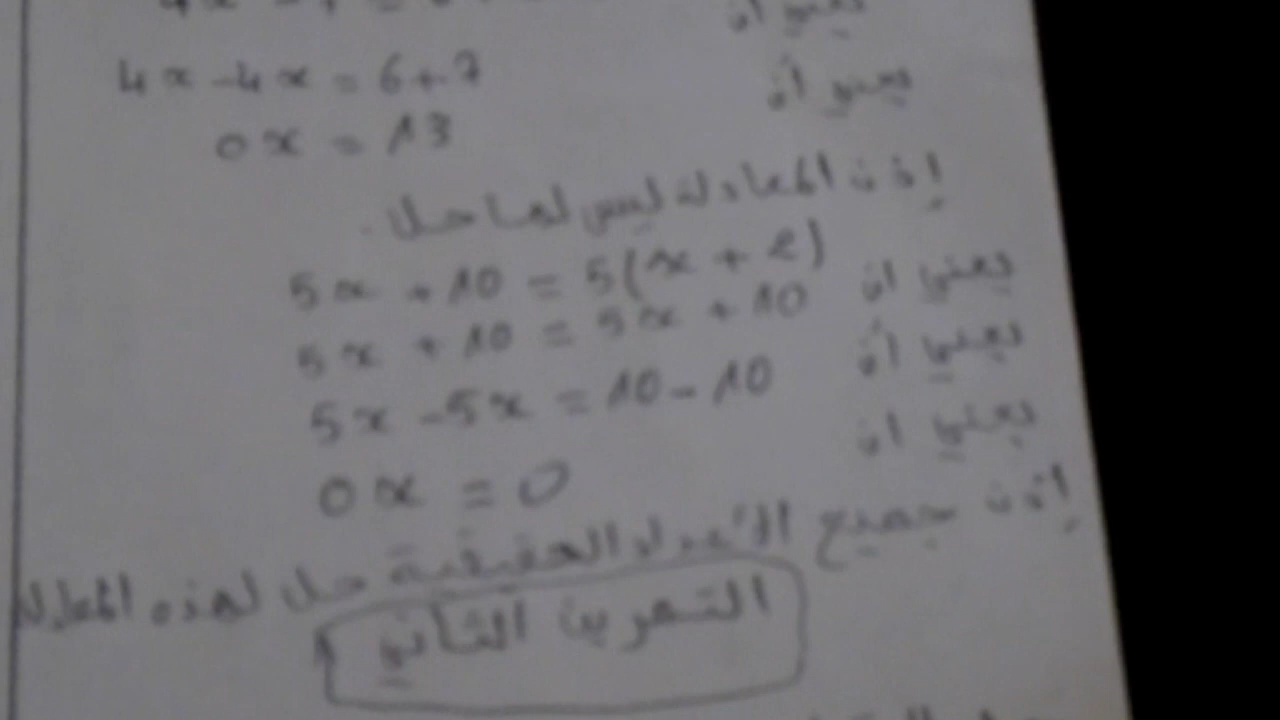 يعني أن
4x - 4x = 6 + 7 يعني أن
0x = 13
إذن المعادلة ليس لها حل.
5x + 10 = 5(x + 2)
5x + 10 = 5x + 10 يعني أن
5x - 5x = 10 - 10 يعني أن
0x = 0 يعني أن
إذن جميع الأعداد الحقيقية حل لهذه المعادلة
التمرين الثاني